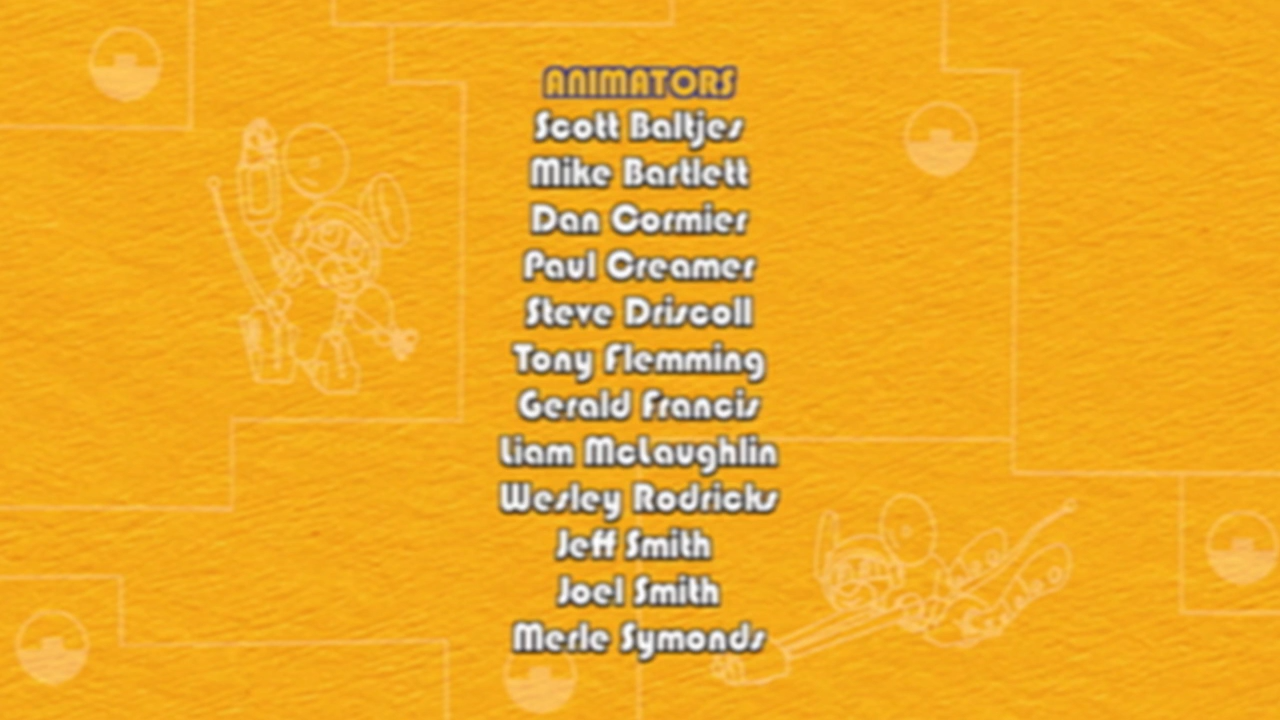 ANIMATORS
Scott Baltjes
Mike Bartlett
Dan Cormier
Paul Creamer
Steve Driscoll
Tony Flemming
Gerald Francis
Liam McLaughlin
Wesley Rodricks
Jeff Smith
Joel Smith
Merle Symonds